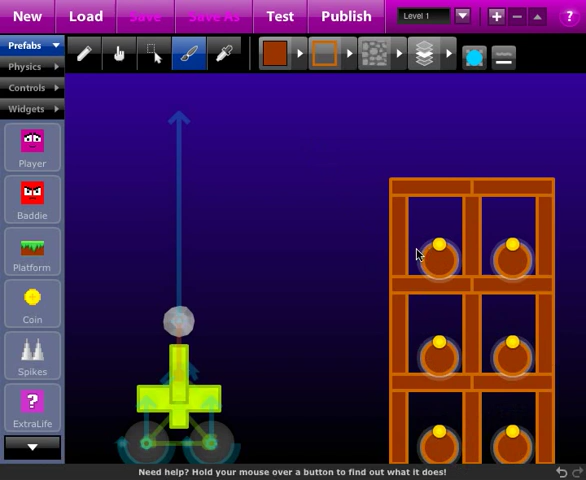 New Load Save Save As Test Publish Level 1 + - ?
Prefabs
Physics
Controls
Widgets
Player
Baddie
Platform
Coin
Spikes
?
ExtraLife
Need help? Hold your mouse over a button to find out what it does!